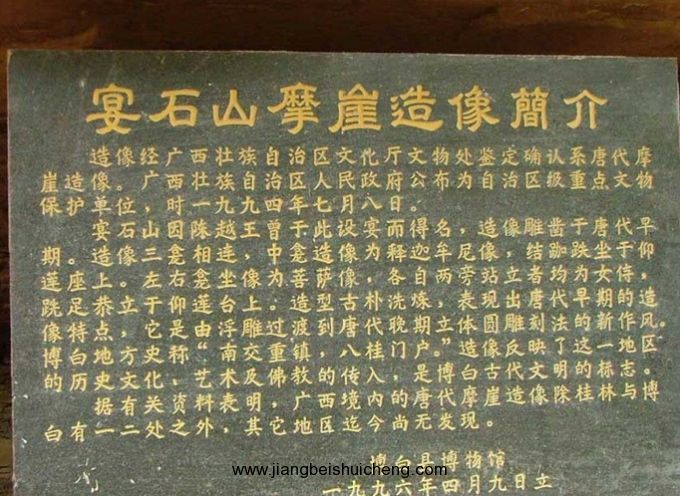 宴石山摩崖造像簡介
造像经广西壮族自治区文化厅文物处鉴定确认系唐代摩
崖造像。广西壮族自治区人民政府公布为自治区级重点文物
保护单位，时一九九四年七月八日。
宴石山因陈越王曾于此设宴而得名，造像雕凿于唐代早
期。造像三龛相连，中龛为释迦牟尼像，结跏趺坐于仰
莲座上。左右龛坐像菩萨像，各自两旁站立者均为女侍，
跣足恭立于仰莲台上。造型古朴洗炼，表现出唐代早期的造
像特点，它是由浮雕过重到唐代晚期立体圆雕刻法的新作风。
博白地方史称“南交重镇，八桂门户。”造像反映了这一地区
的历史文化、艺术及佛教的传入，是博白古代文明的标志。
据有关资料表明，广西境内的唐代摩崖造像除桂林与博
白有一二处之外，其它地区迄今尚无发现。
博白县博物馆
一九九六年四月九日立
www.jiangbeishuicheng.com